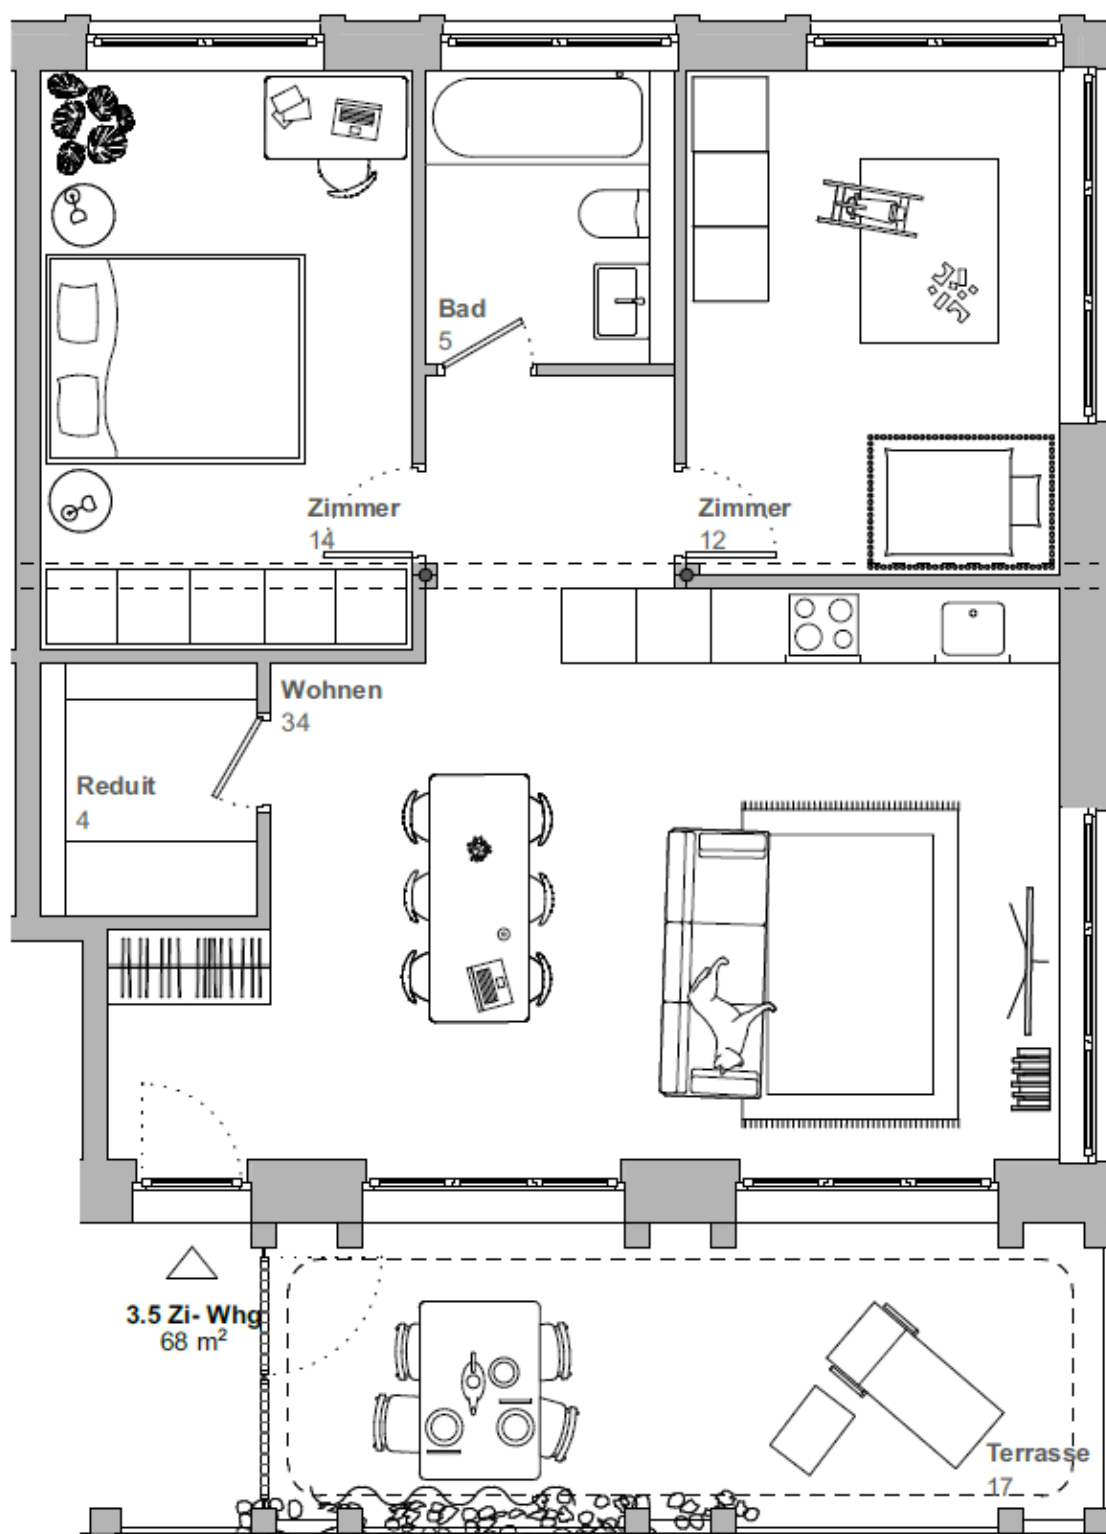 Bad
5
Zimmer
14
Zimmer
12
Wohnen
34
Reduit
4
3.5 Zi- Whg
68 m²
Terrasse
17